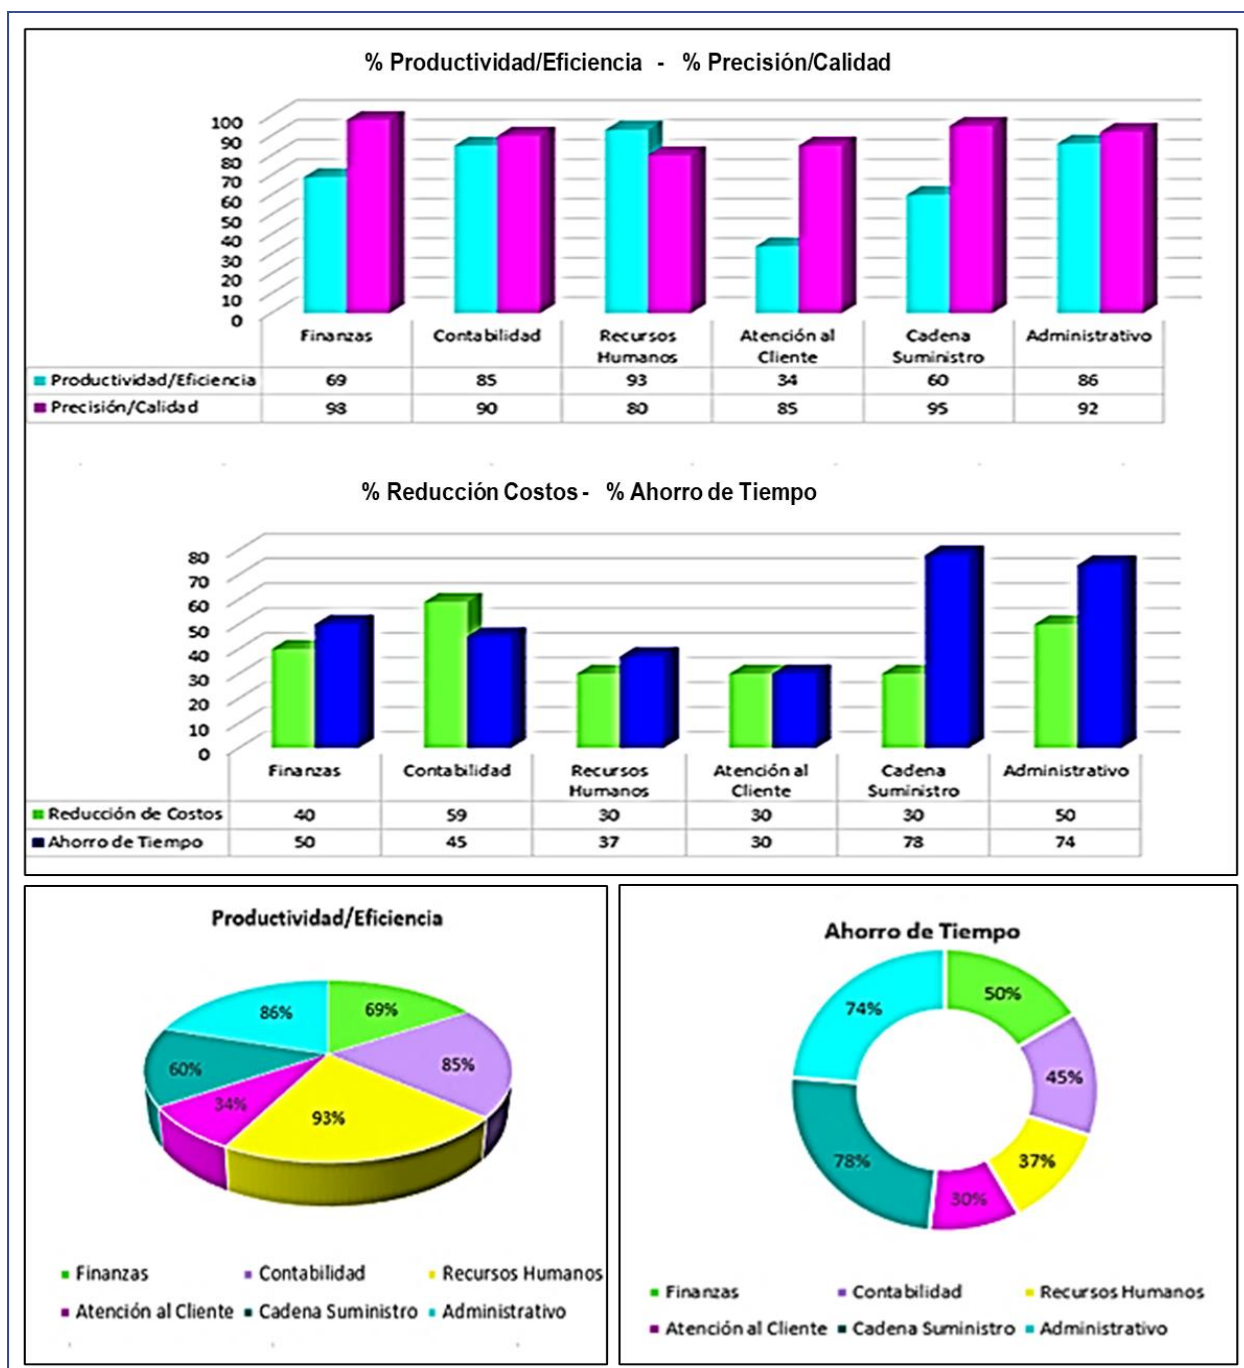 % Productividad/Eficiencia - % Precisión/Calidad
100
90
80
70
60
50
40
30
20
10
0
Finanzas Contabilidad Recursos Humanos Atención al Cliente Cadena Suministro Administrativo
Productividad/Eficiencia 69 85 93 34 60 86
Precisión/Calidad 98 90 80 85 95 92
% Reducción Costos - % Ahorro de Tiempo
80
70
60
50
40
30
20
10
0
Finanzas Contabilidad Recursos Humanos Atención al Cliente Cadena Suministro Administrativo
Reducción de Costos 40 59 30 30 30 50
Ahorro de Tiempo 50 45 37 30 78 74
Productividad/Eficiencia
86% 69%
60% 85%
34% 93%
Finanzas Contabilidad Recursos Humanos
Atención al Cliente Cadena Suministro Administrativo
Ahorro de Tiempo
74% 50%
45%
78% 37%
30%
Finanzas Contabilidad Recursos Humanos
Atención al Cliente Cadena Suministro Administrativo